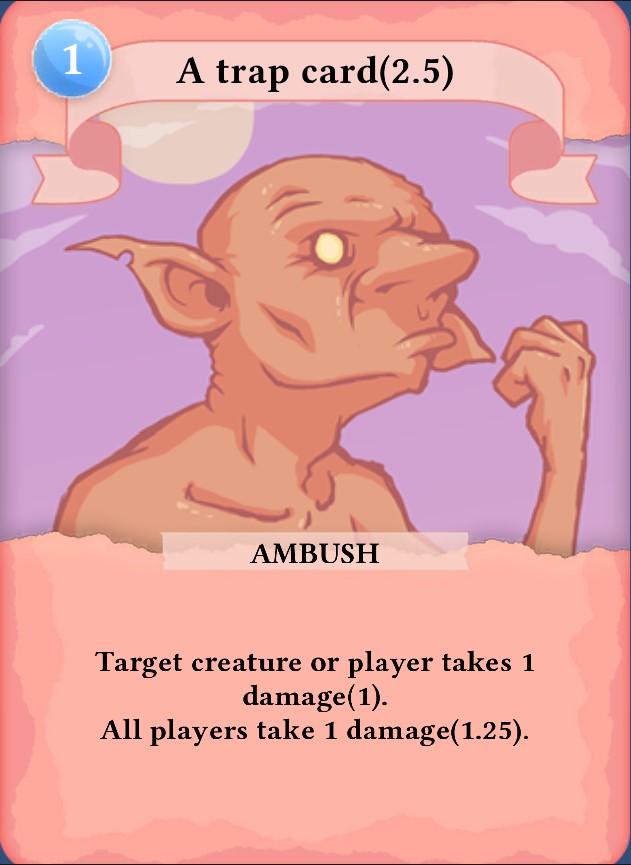 1
A trap card(2.5)
AMBUSH
Target creature or player takes 1
damage(1).
All players take 1 damage(1.25).